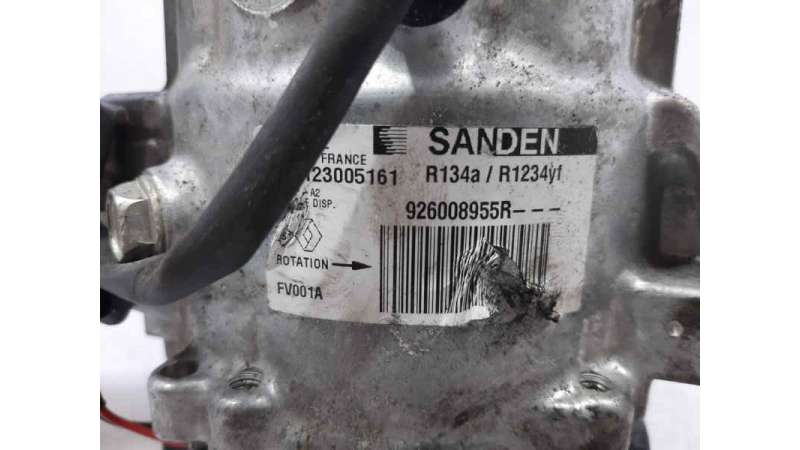 SANDEN
FRANCE
23005161 R134a / R1234yf
A2
DISP.
926008955R---
ROTATION
FV001A